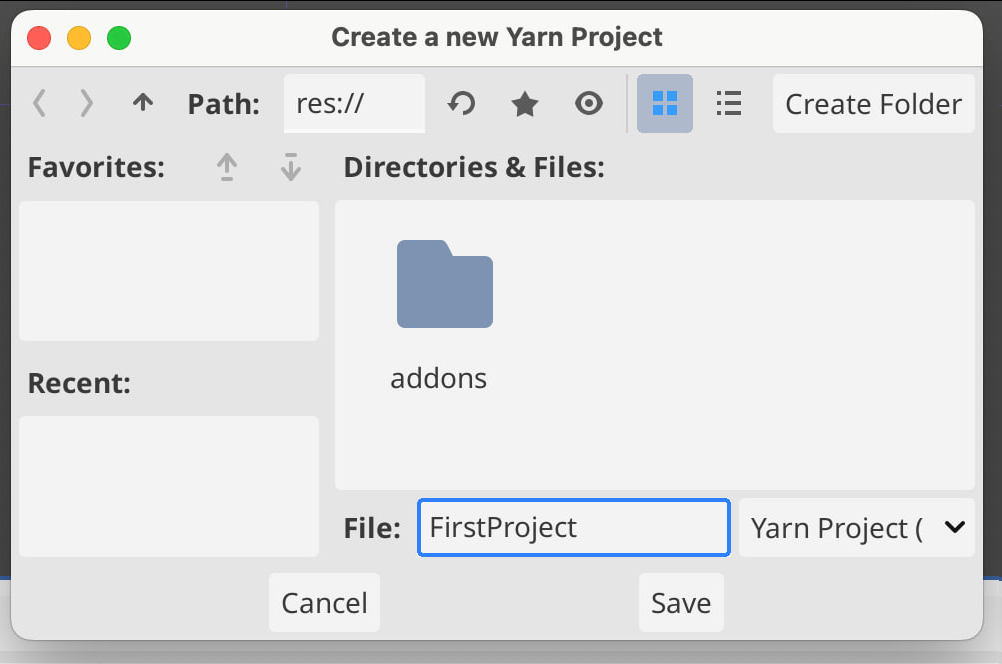 Create a new Yarn Project
Path: res:// Create Folder
Favorites: Directories & Files:
addons
Recent:
File: FirstProject Yarn Project (
Cancel Save